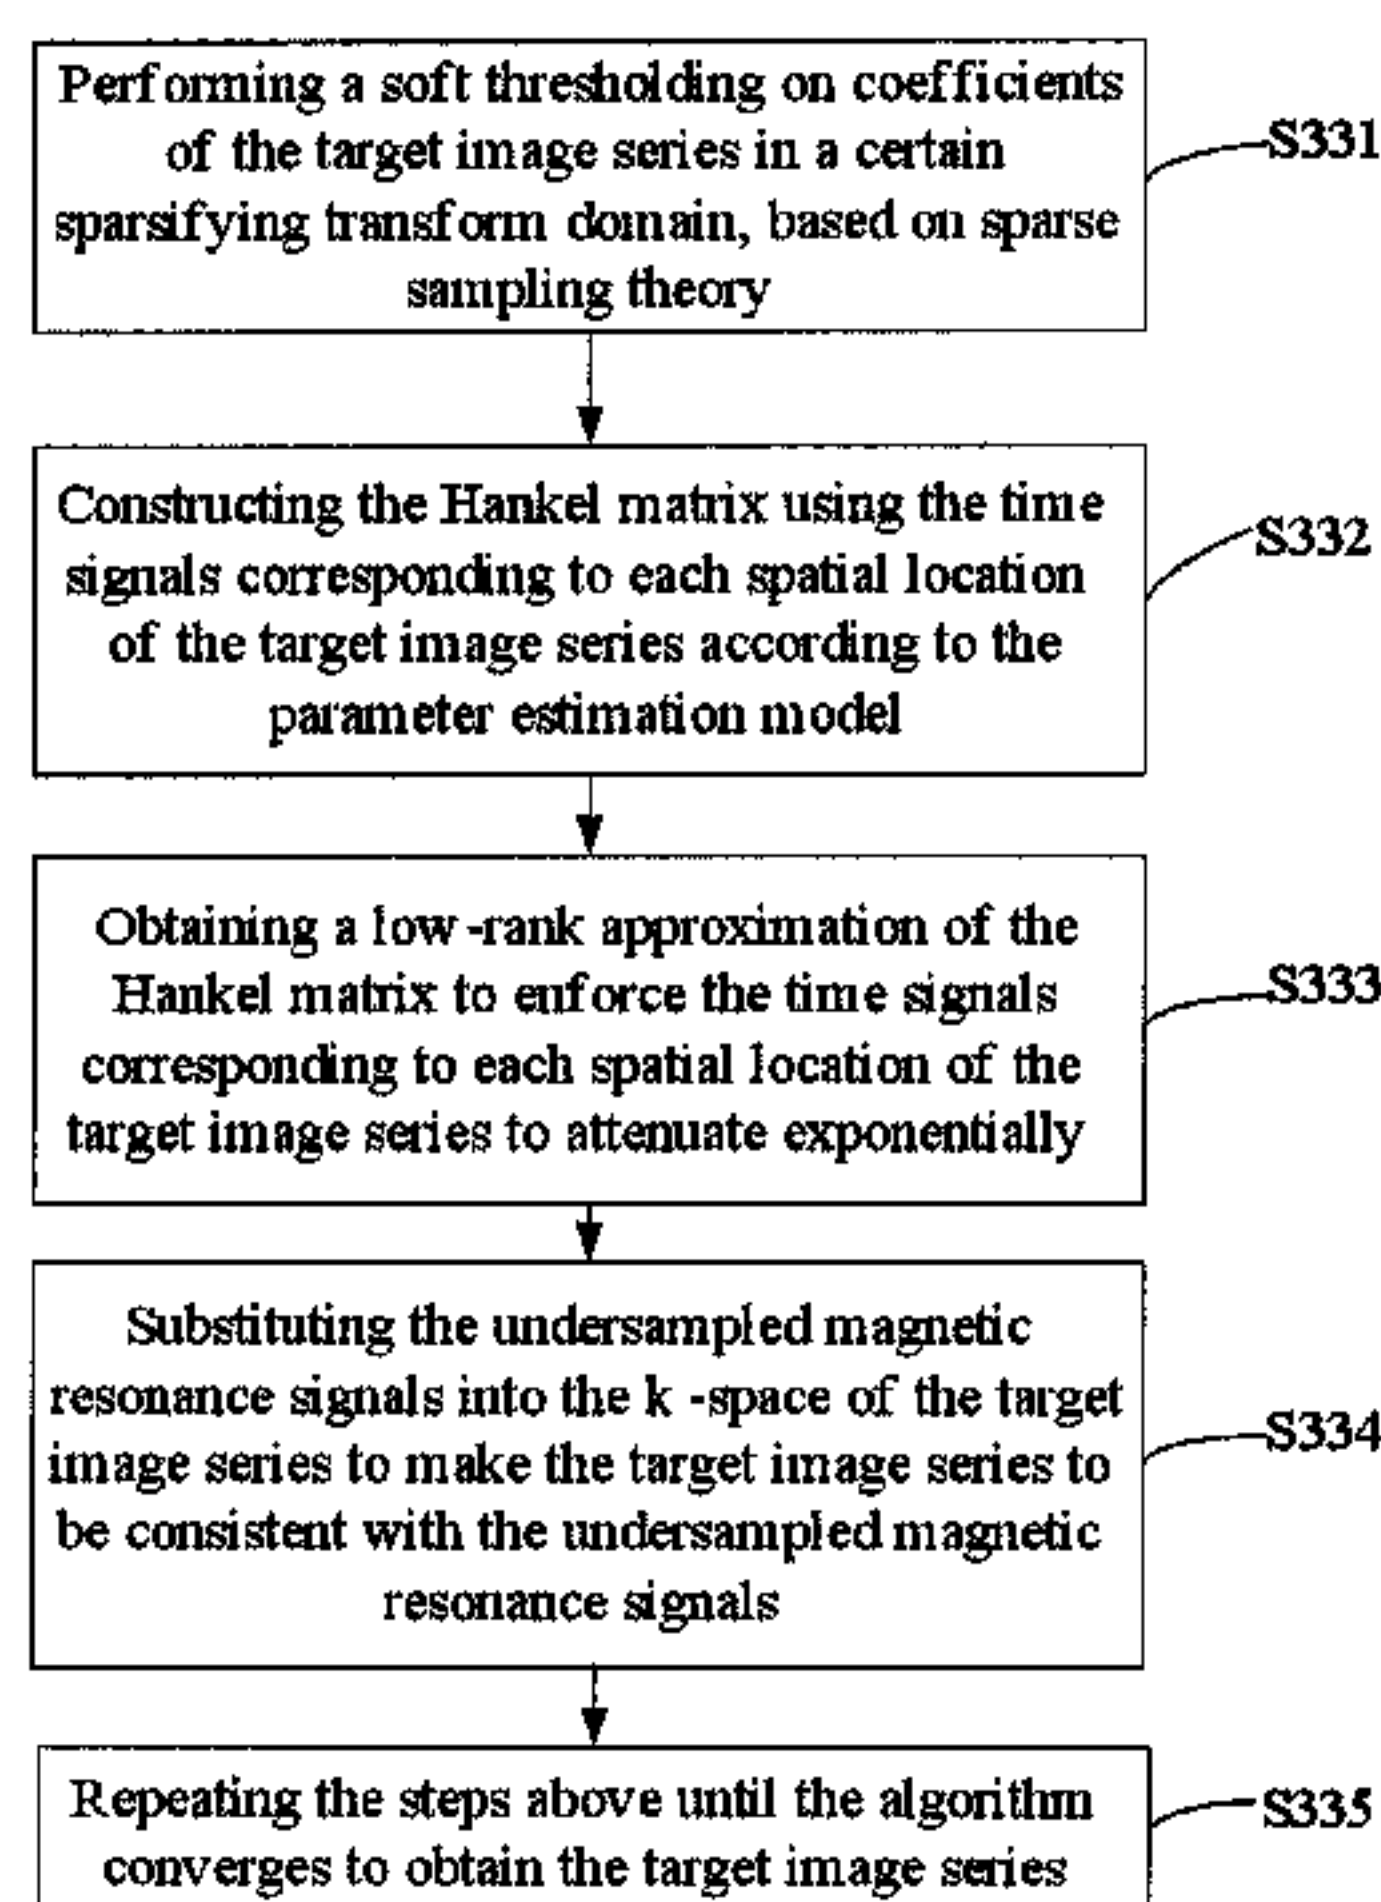 Performing a soft thresholding on coefficients
of the target image series in a certain
sparsifying transform domain, based on sparse
sampling theory
S331
Constructing the Hankel matrix using the time
signals corresponding to each spatial location
of the target image series according to the
parameter estimation model
S332
Obtaining a low-rank approximation of the
Hankel matrix to enforce the time signals
corresponding to each spatial location of the
target image series to attenuate exponentially
S333
Substituting the undersampled magnetic
resonance signals into the k-space of the target
image series to make the target image series to
be consistent with the undersampled magnetic
resonance signals
S334
Repeating the steps above until the algorithm
converges to obtain the target image series
S335